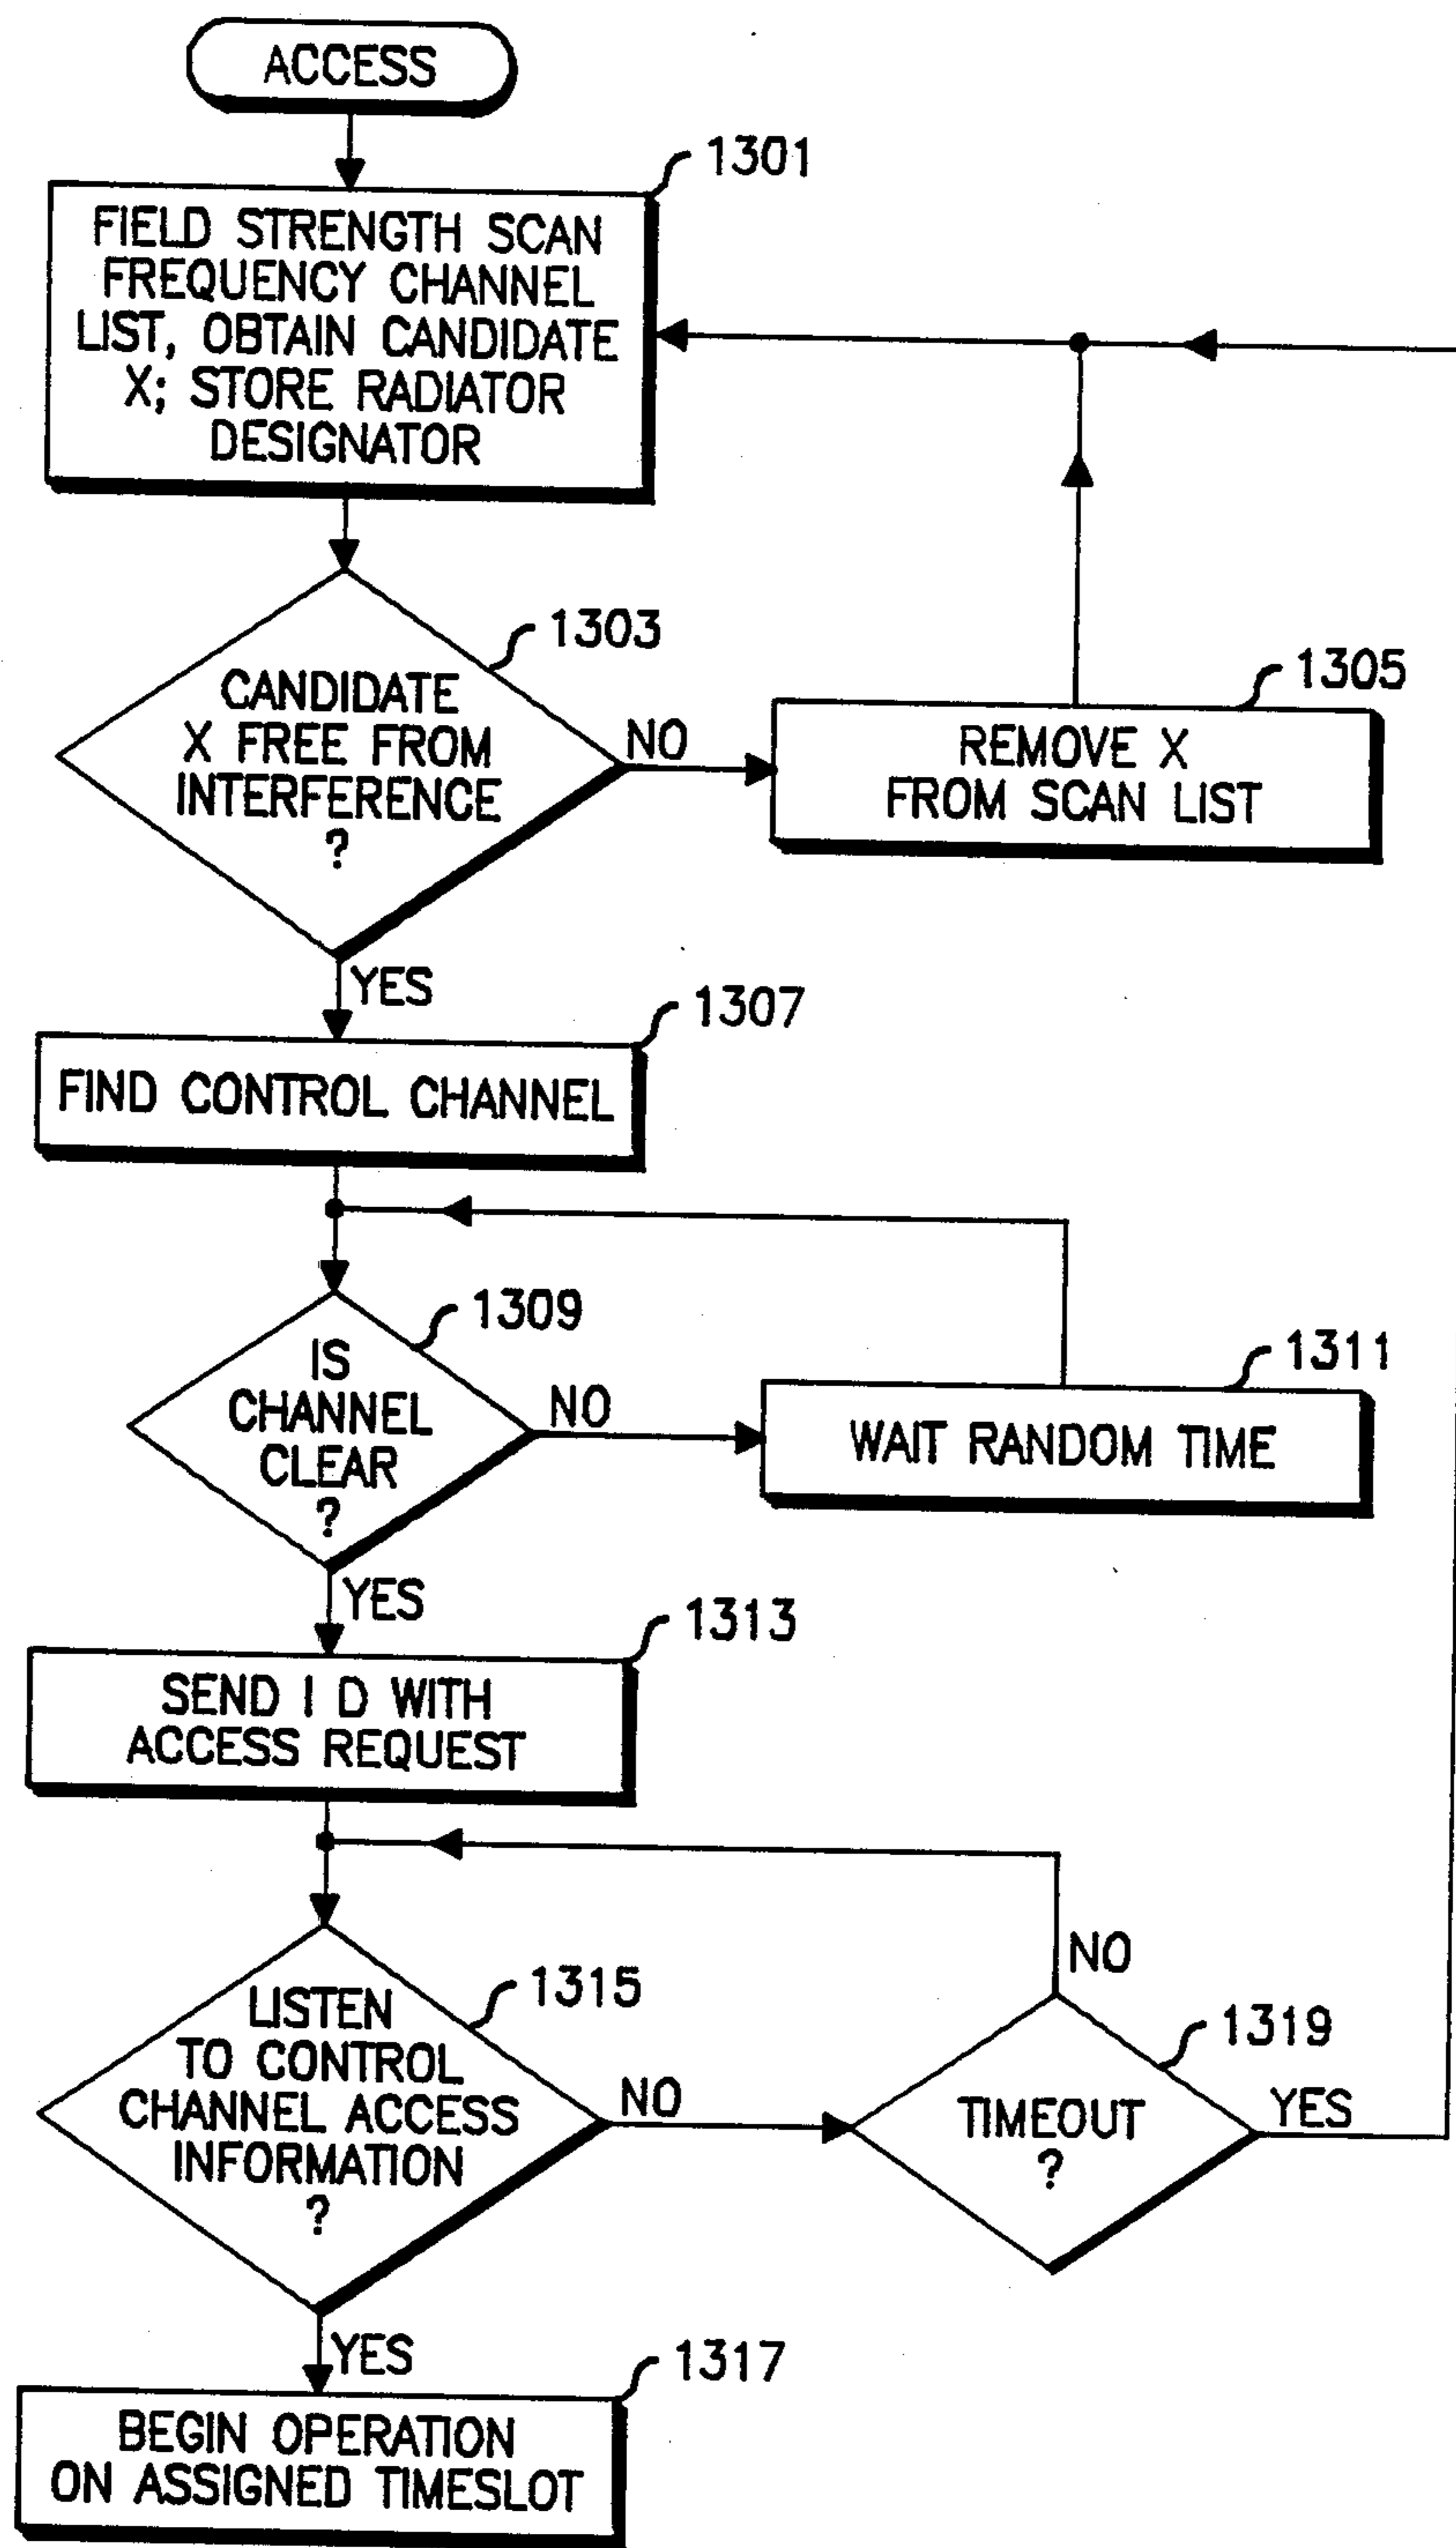 ACCESS
1301
FIELD STRENGTH SCAN
FREQUENCY CHANNEL
LIST, OBTAIN CANDIDATE
X; STORE RADIATOR
DESIGNATOR
1303
CANDIDATE
X FREE FROM
INTERFERENCE
?
NO
1305
REMOVE X
FROM SCAN LIST
YES
1307
FIND CONTROL CHANNEL
1309
IS
CHANNEL
CLEAR
?
NO
1311
WAIT RANDOM TIME
YES
1313
SEND I D WITH
ACCESS REQUEST
1315
LISTEN
TO CONTROL
CHANNEL ACCESS
INFORMATION
?
NO
NO
1319
TIMEOUT
?
YES
YES
1317
BEGIN OPERATION
ON ASSIGNED TIMESLOT